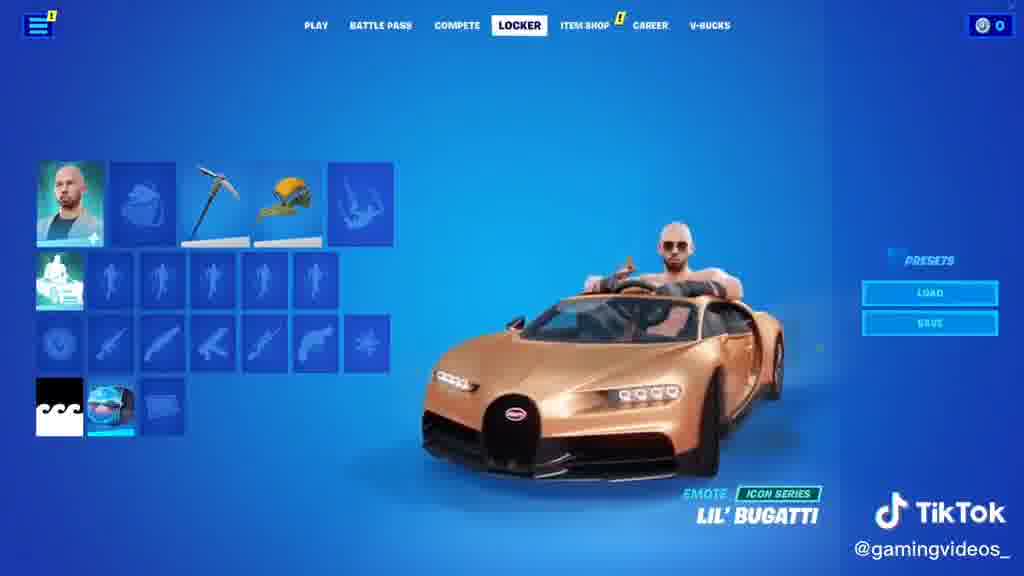 PLAY BATTLE PASS COMPETE LOCKER ITEM SHOP CAREER V-BUCKS
0
PRESETS
LOAD
SAVE
EMOTE ICON SERIES
LIL' BUGATTI
TikTok
@gamingvideos_